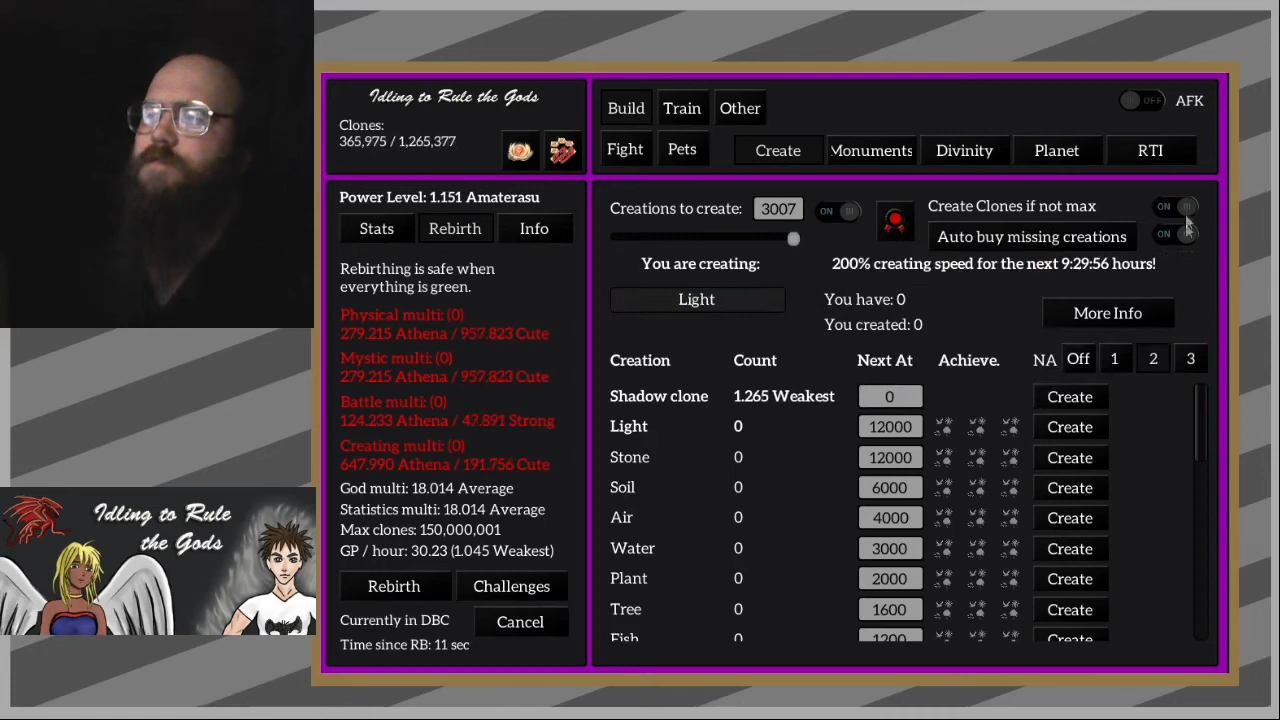 Idling to Rule the Gods
Clones:
365,975 / 1,265,377
Build
Train
Other
OFF
AFK
Fight
Pets
Create
Monuments
Divinity
Planet
RTI
Power Level: 1.151 Amaterasu
Stats
Rebirth
Info
Rebirthing is safe when
everything is green.
Physical multi: (0)
279.215 Athena / 957.823 Cute
Mystic multi: (0)
279.215 Athena / 957.823 Cute
Battle multi: (0)
124.233 Athena / 47.891 Strong
Creating multi: (0)
647.990 Athena / 191.756 Cute
God multi: 18.014 Average
Statistics multi: 18.014 Average
Max clones: 150,000,001
GP / hour: 30.23 (1.045 Weakest)
Rebirth
Challenges
Currently in DBC
Cancel
Time since RB: 11 sec
Creations to create:
3007
ON
Create Clones if not max
ON
Auto buy missing creations
ON
You are creating:
200% creating speed for the next 9:29:56 hours!
Light
You have: 0
You created: 0
More Info
Creation Count Next At Achieve. NA Off 1 2 3
Shadow clone 1.265 Weakest 0 Create
Light 0 12000 Create
Stone 0 12000 Create
Soil 0 6000 Create
Air 0 4000 Create
Water 0 3000 Create
Plant 0 2000 Create
Tree 0 1600 Create
Fish 0 1200 Create
Idling to Rule
the Gods